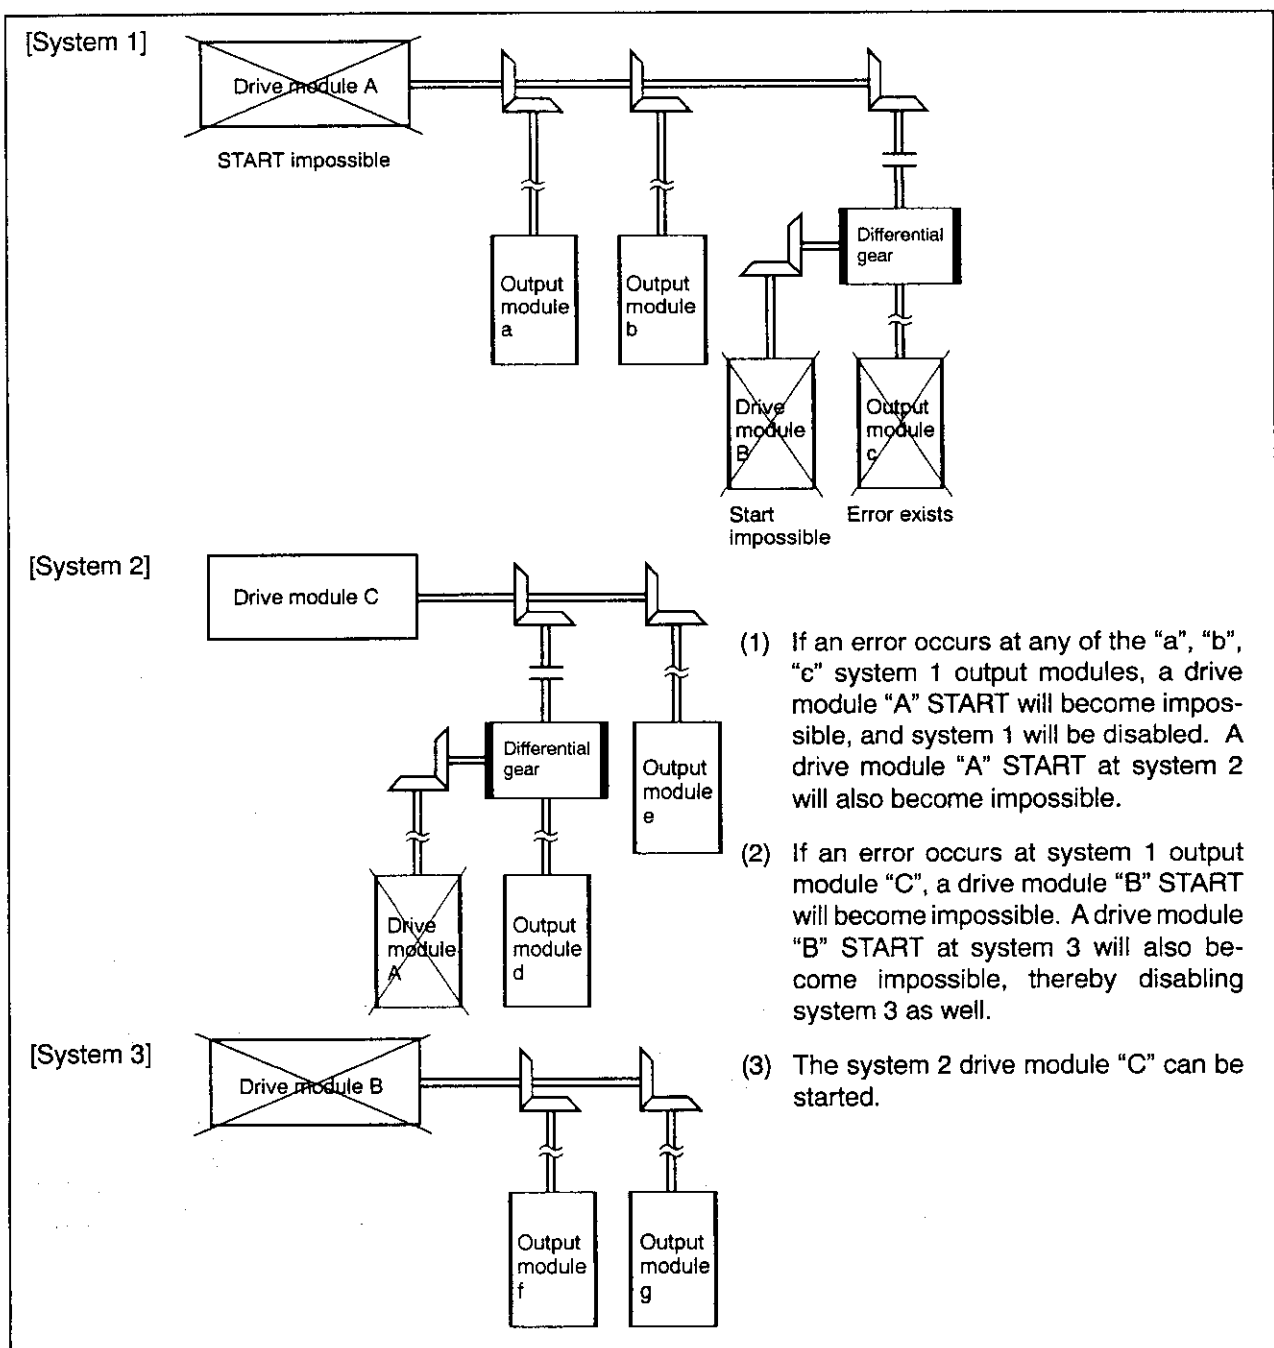 [System 1]
Drive module A
START impossible
Differential
gear
Output
module
a
Output
module
b
Drive
module
B
Output
module
c
Start
impossible
Error exists
[System 2]
Drive module C
Differential
gear
Output
module
e
Drive
module
A
Output
module
d
(1) If an error occurs at any of the “a”, “b”,
“c” system 1 output modules, a drive
module “A” START will become impos-
sible, and system 1 will be disabled. A
drive module “A” START at system 2
will also become impossible.
(2) If an error occurs at system 1 output
module “C”, a drive module “B” START
will become impossible. A drive module
“B” START at system 3 will also be-
come impossible, thereby disabling
system 3 as well.
(3) The system 2 drive module “C” can be
started.
[System 3]
Drive module B
Output
module
f
Output
module
g